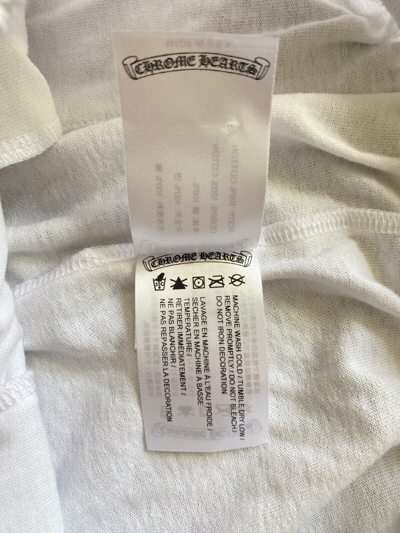 CHROME HEARTS
CHROME HEARTS
MACHINE WASH COLD / TUMBLE DRY LOW /
REMOVE PROMPTLY / DO NOT BLEACH /
DO NOT IRON DECORATION
LAVAGE EN MACHINE À L'EAU FROIDE /
SECHER EN MACHINE À BASSE
TEMPERATURE /
RETIRER IMMÉDIATEMENT /
NE PAS BLANCHIR /
NE PAS REPASSER LA DECORATION